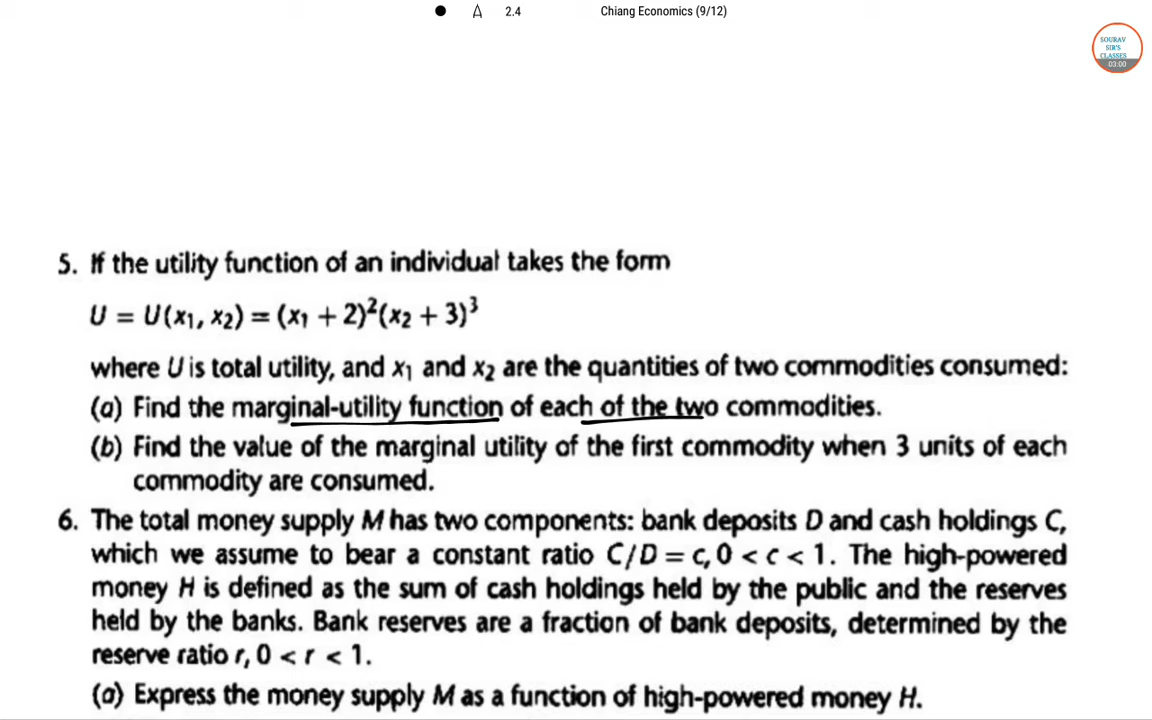 2.4 Chiang Economics (9/12)
SOURAV
SIR'S
CLASSES
03:00
5. If the utility function of an individual takes the form
U = U(x₁, x₂) = (x₁ + 2)²(x₂ + 3)³
where U is total utility, and x₁ and x₂ are the quantities of two commodities consumed:
(a) Find the marginal-utility function of each of the two commodities.
(b) Find the value of the marginal utility of the first commodity when 3 units of each
commodity are consumed.
6. The total money supply M has two components: bank deposits D and cash holdings C,
which we assume to bear a constant ratio C/D = c, 0 < c < 1. The high-powered
money H is defined as the sum of cash holdings held by the public and the reserves
held by the banks. Bank reserves are a fraction of bank deposits, determined by the
reserve ratio r, 0 < r < 1.
(a) Express the money supply M as a function of high-powered money H.